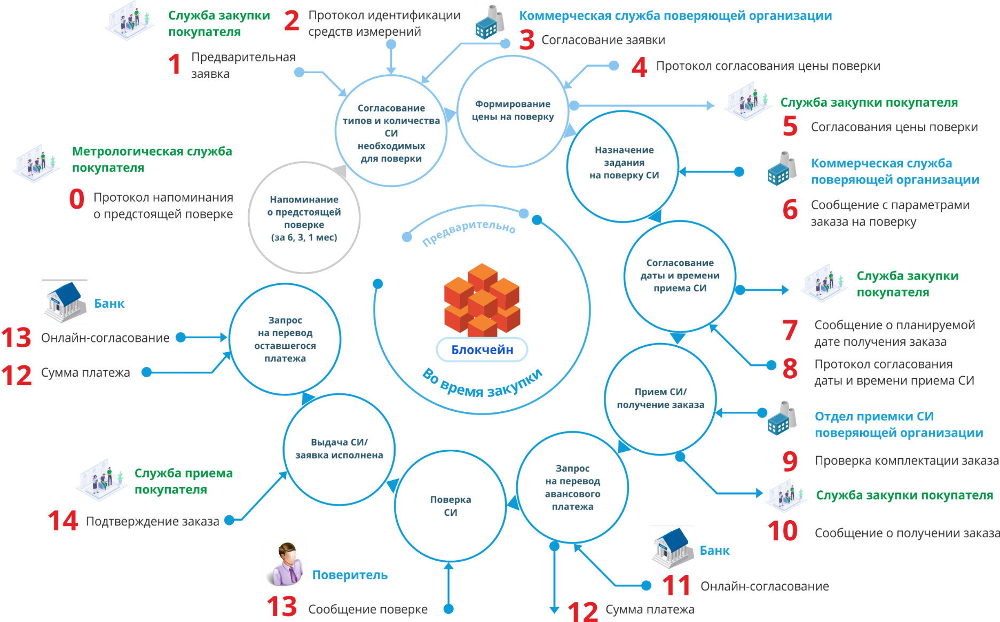 Служба закупки
покупателя
1
Предварительная
заявка
2
Протокол идентификации
средств измерений
Коммерческая служба поверяющей организации
3
Согласование заявки
4
Протокол согласования цены поверки
Служба закупки покупателя
5
Согласования цены поверки
Коммерческая служба
поверяющей организации
6
Сообщение с параметрами
заказа на поверку
Служба закупки
покупателя
7
Сообщение о планируемой
дате получения заказа
8
Протокол согласования
даты и времени приема СИ
Отдел приемки СИ
поверяющей организации
9
Проверка комплектации заказа
Служба закупки покупателя
10
Сообщение о получении заказа
Банк
11
Онлайн-согласование
12
Сумма платежа
Поверитель
13
Сообщение поверке
Служба приема
покупателя
14
Подтверждение заказа
Банк
13
Онлайн-согласование
12
Сумма платежа
Метрологическая служба
покупателя
0
Протокол напоминания
о предстоящей поверке
Напоминание
о предстоящей
поверке
(за 6, 3, 1 мес)
Согласование
типов и количества
СИ
необходимых
для поверки
Формирование
цены на поверку
Назначение
задания
на поверку СИ
Согласование
даты и времени
приема СИ
Прием СИ/
получение заказа
Запрос
на перевод
авансового
платежа
Поверка
СИ
Выдача СИ/
заявка исполнена
Запрос
на перевод
оставшегося
платежа
Предварительно
Блокчейн
Во время закупки